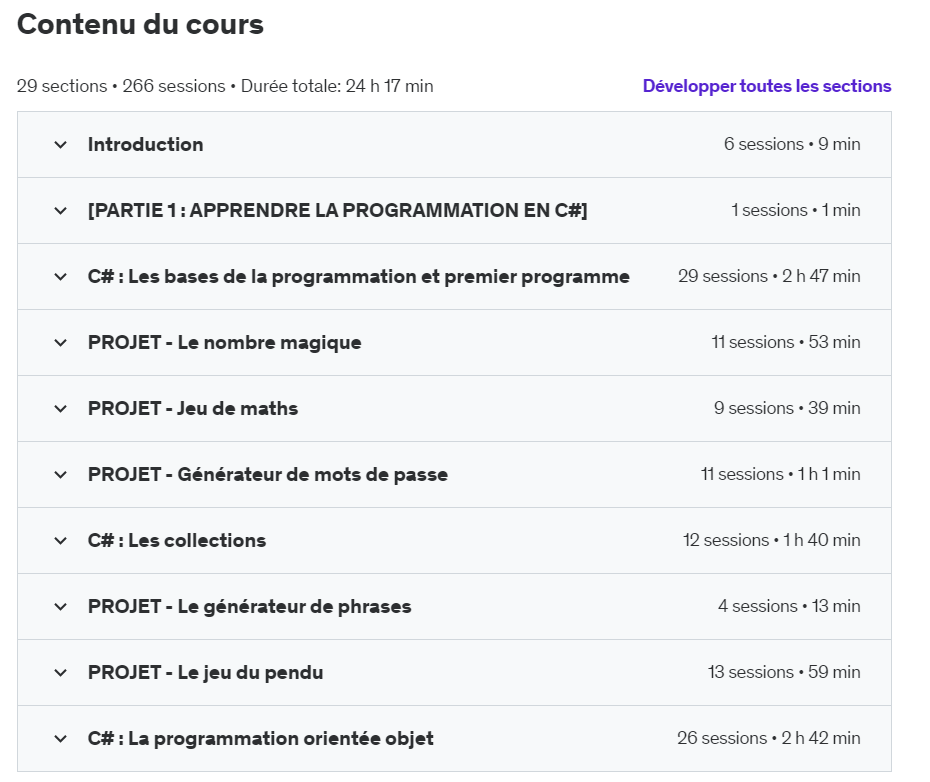 Contenu du cours
29 sections • 266 sessions • Durée totale: 24 h 17 min Développer toutes les sections
Introduction 6 sessions • 9 min
[PARTIE 1 : APPRENDRE LA PROGRAMMATION EN C#] 1 sessions • 1 min
C# : Les bases de la programmation et premier programme 29 sessions • 2 h 47 min
PROJET - Le nombre magique 11 sessions • 53 min
PROJET - Jeu de maths 9 sessions • 39 min
PROJET - Générateur de mots de passe 11 sessions • 1 h 1 min
C# : Les collections 12 sessions • 1 h 40 min
PROJET - Le générateur de phrases 4 sessions • 13 min
PROJET - Le jeu du pendu 13 sessions • 59 min
C# : La programmation orientée objet 26 sessions • 2 h 42 min